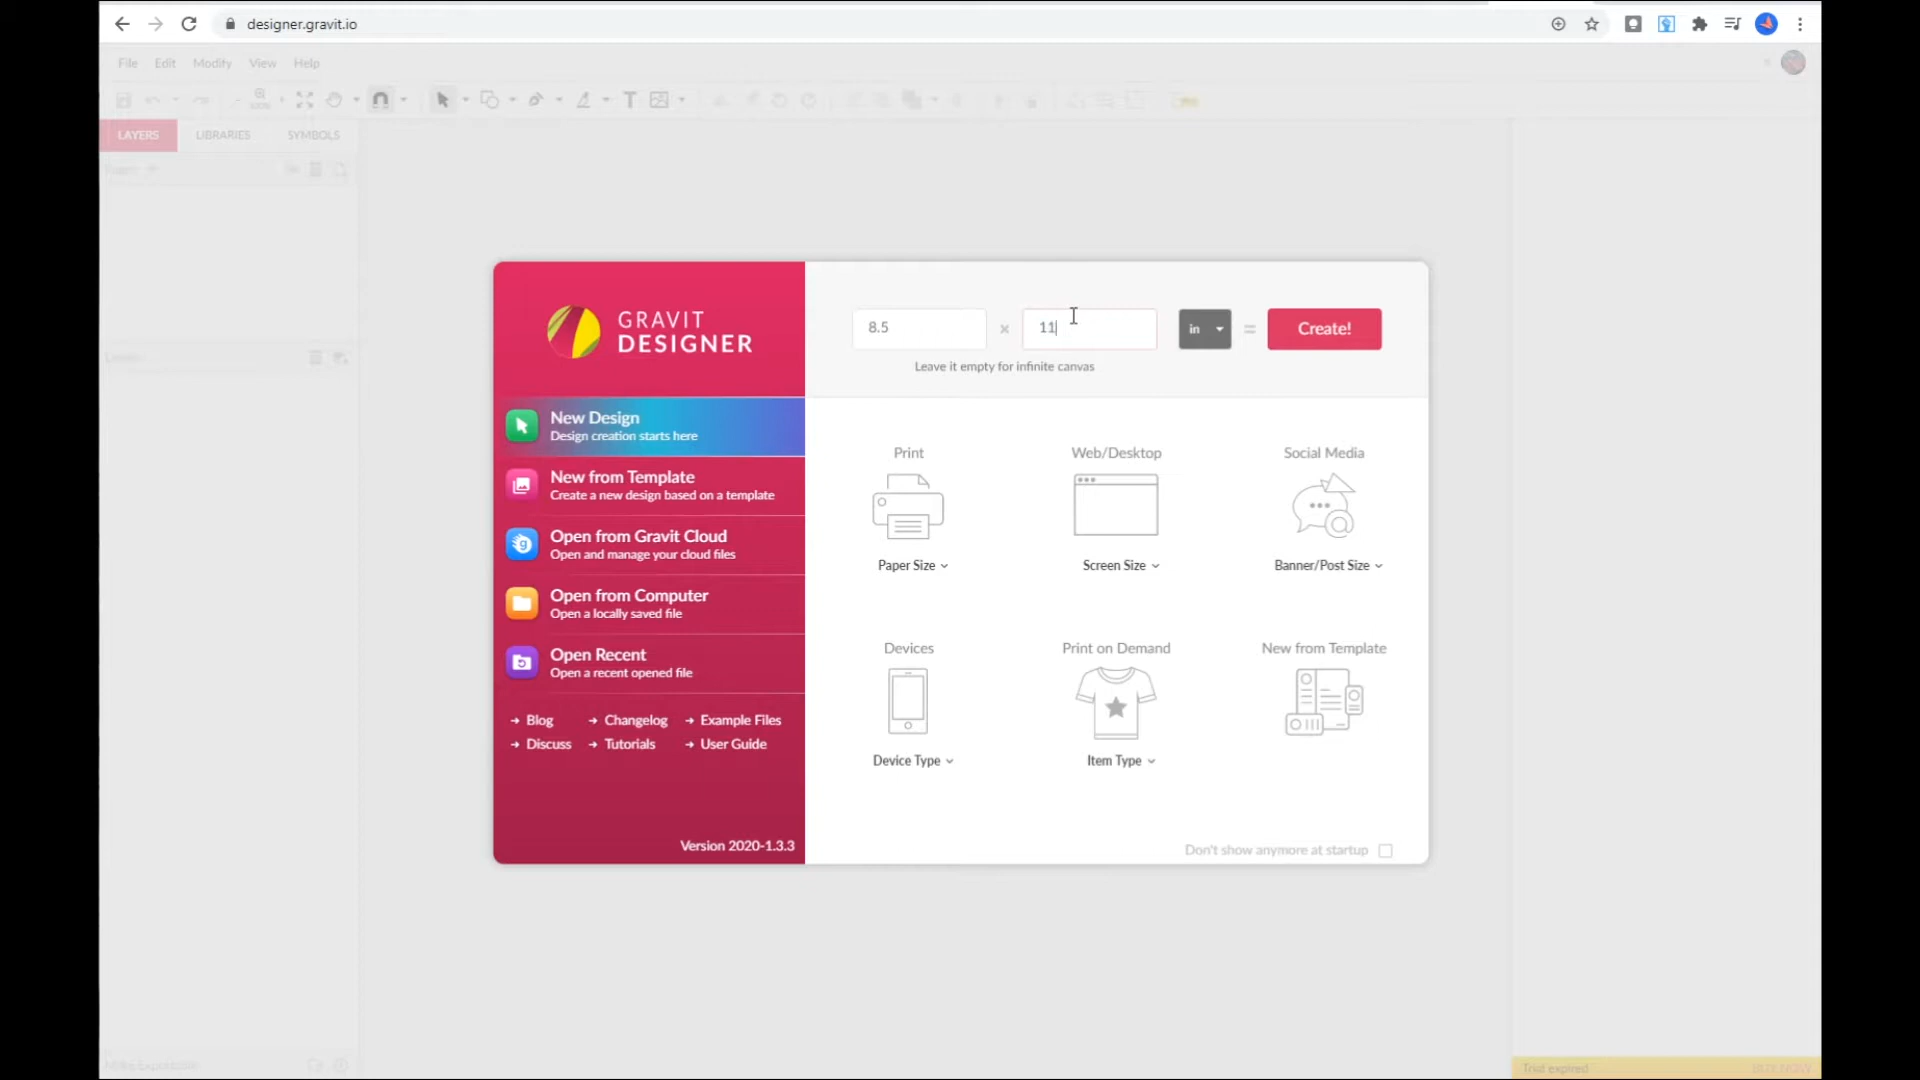 designer.gravit.io
File Edit Modify View Help
100%
LAYERS LIBRARIES SYMBOLS
GRAVIT
DESIGNER
8.5 × 11 in = Create!
Leave it empty for infinite canvas
New Design
Design creation starts here
New from Template
Create a new design based on a template
Open from Gravit Cloud
Open and manage your cloud files
Open from Computer
Open a locally saved file
Open Recent
Open a recent opened file
→ Blog → Changelog → Example Files
→ Discuss → Tutorials → User Guide
Version 2020-1.3.3
Print Web/Desktop Social Media
Paper Size Screen Size Banner/Post Size
Devices Print on Demand New from Template
Device Type Item Type
Don't show anymore at startup
Trial expired